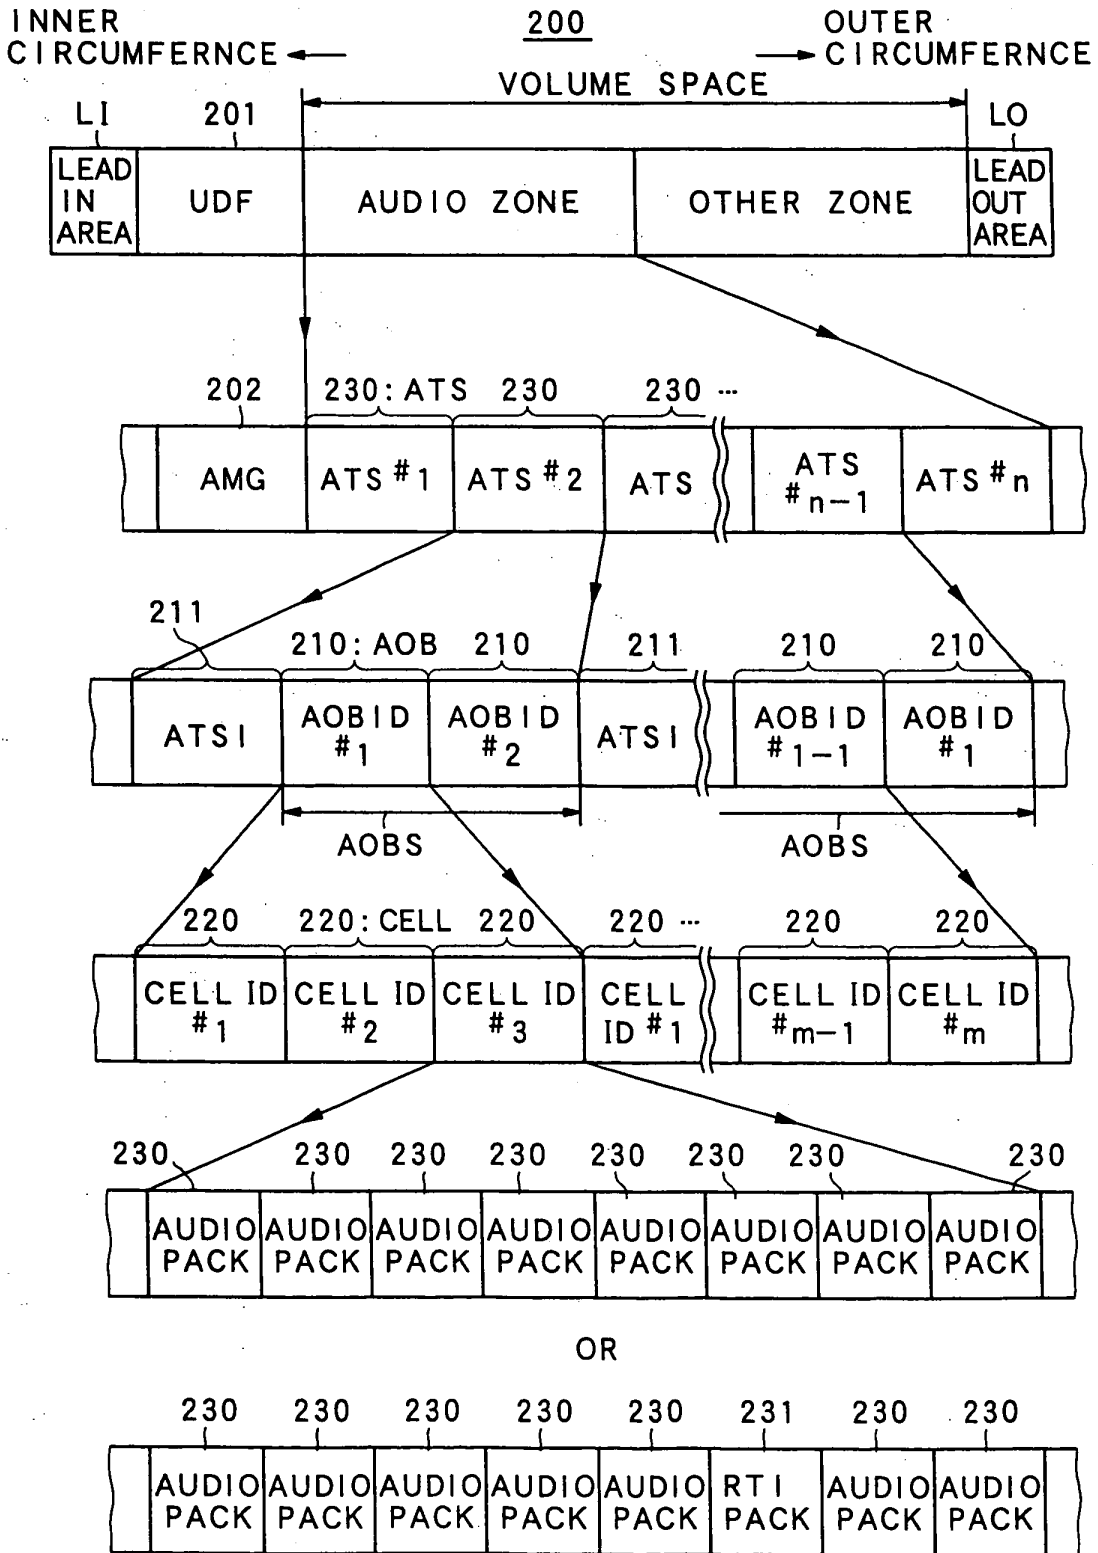 INNER
CIRCUMFERNCE
200
OUTER
CIRCUMFERNCE
VOLUME SPACE
LI
201
LO
LEAD
IN
AREA
UDF
AUDIO ZONE
OTHER ZONE
LEAD
OUT
AREA
202
230: ATS
230
230 ...
AMG
ATS #1
ATS #2
ATS
ATS
#n-1
ATS #n
211
210: AOB
210
211
210
210
ATSI
AOBID
#1
AOBID
#2
ATSI
AOBID
#1-1
AOBID
#1
AOBS
AOBS
220
220: CELL
220
220 ...
220
220
CELL ID
#1
CELL ID
#2
CELL ID
#3
CELL
ID #1
CELL ID
#m-1
CELL ID
#m
230
230
230
230
230
230
230
230
AUDIO
PACK
AUDIO
PACK
AUDIO
PACK
AUDIO
PACK
AUDIO
PACK
AUDIO
PACK
AUDIO
PACK
AUDIO
PACK
OR
230
230
230
230
230
231
230
230
AUDIO
PACK
AUDIO
PACK
AUDIO
PACK
AUDIO
PACK
AUDIO
PACK
RTI
PACK
AUDIO
PACK
AUDIO
PACK